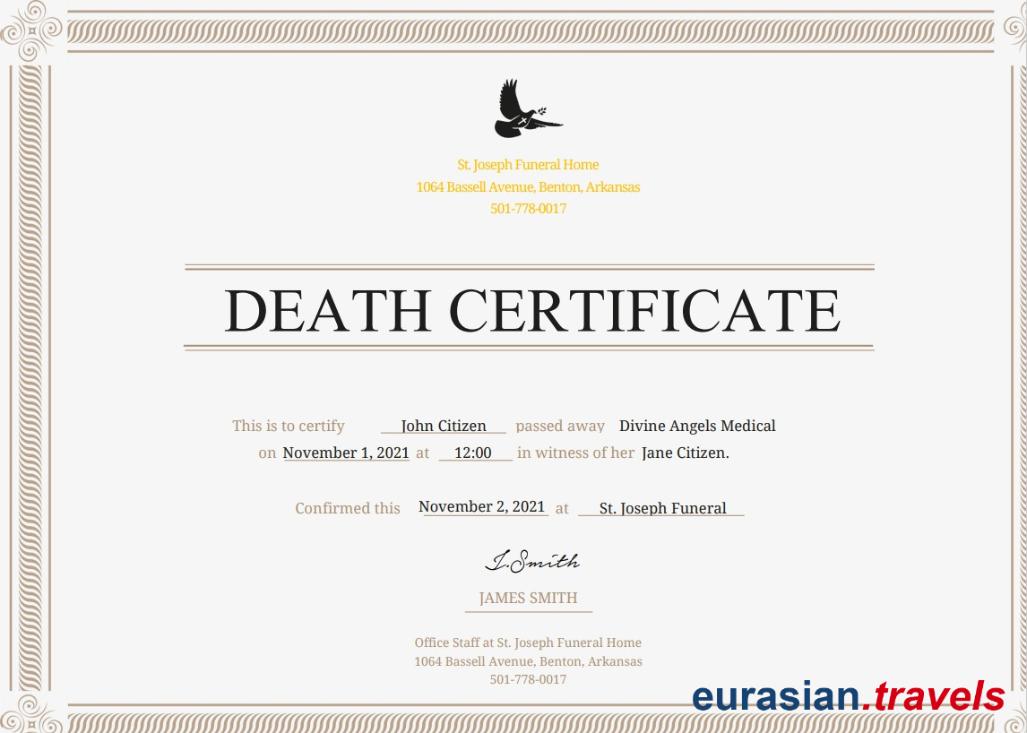 St. Joseph Funeral Home
1064 Bassell Avenue, Benton, Arkansas
501-778-0017
DEATH CERTIFICATE
This is to certify John Citizen passed away Divine Angels Medical
on November 1, 2021 at 12:00 in witness of her Jane Citizen.
Confirmed this November 2, 2021 at St. Joseph Funeral
J.Smith
JAMES SMITH
Office Staff at St. Joseph Funeral Home
1064 Bassell Avenue, Benton, Arkansas
501-778-0017
eurasian.travels